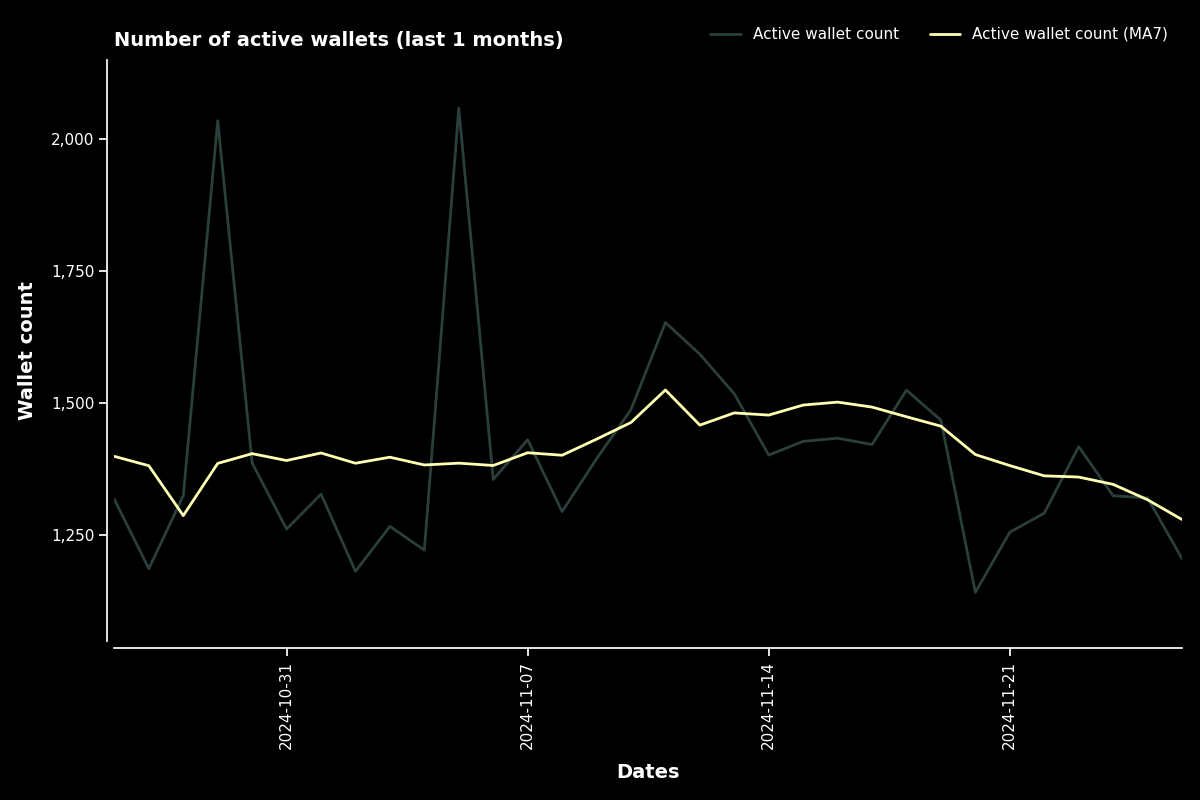 Number of active wallets (last 1 months)
Active wallet count
Active wallet count (MA7)
Wallet count
2,000
1,750
1,500
1,250
2024-10-31
2024-11-07
2024-11-14
2024-11-21
Dates